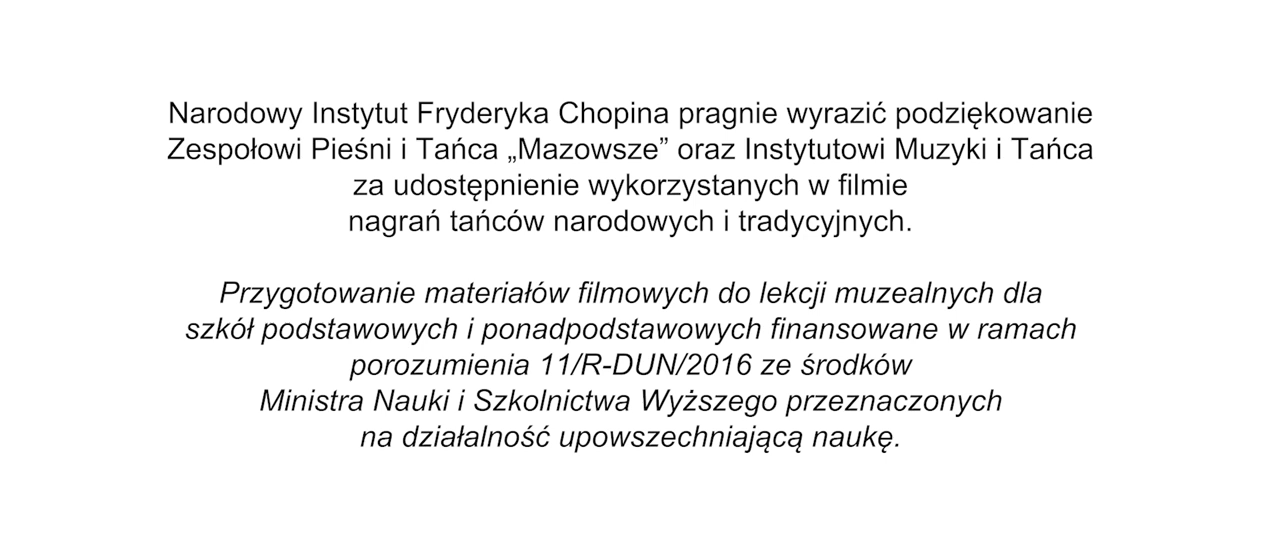 Narodowy Instytut Fryderyka Chopina pragnie wyrazić podziękowanie
Zespołowi Pieśni i Tańca „Mazowsze” oraz Instytutowi Muzyki i Tańca
za udostępnienie wykorzystanych w filmie
nagrań tańców narodowych i tradycyjnych.
Przygotowanie materiałów filmowych do lekcji muzealnych dla
szkół podstawowych i ponadpodstawowych finansowane w ramach
porozumienia 11/R-DUN/2016 ze środków
Ministra Nauki i Szkolnictwa Wyższego przeznaczonych
na działalność upowszechniającą naukę.